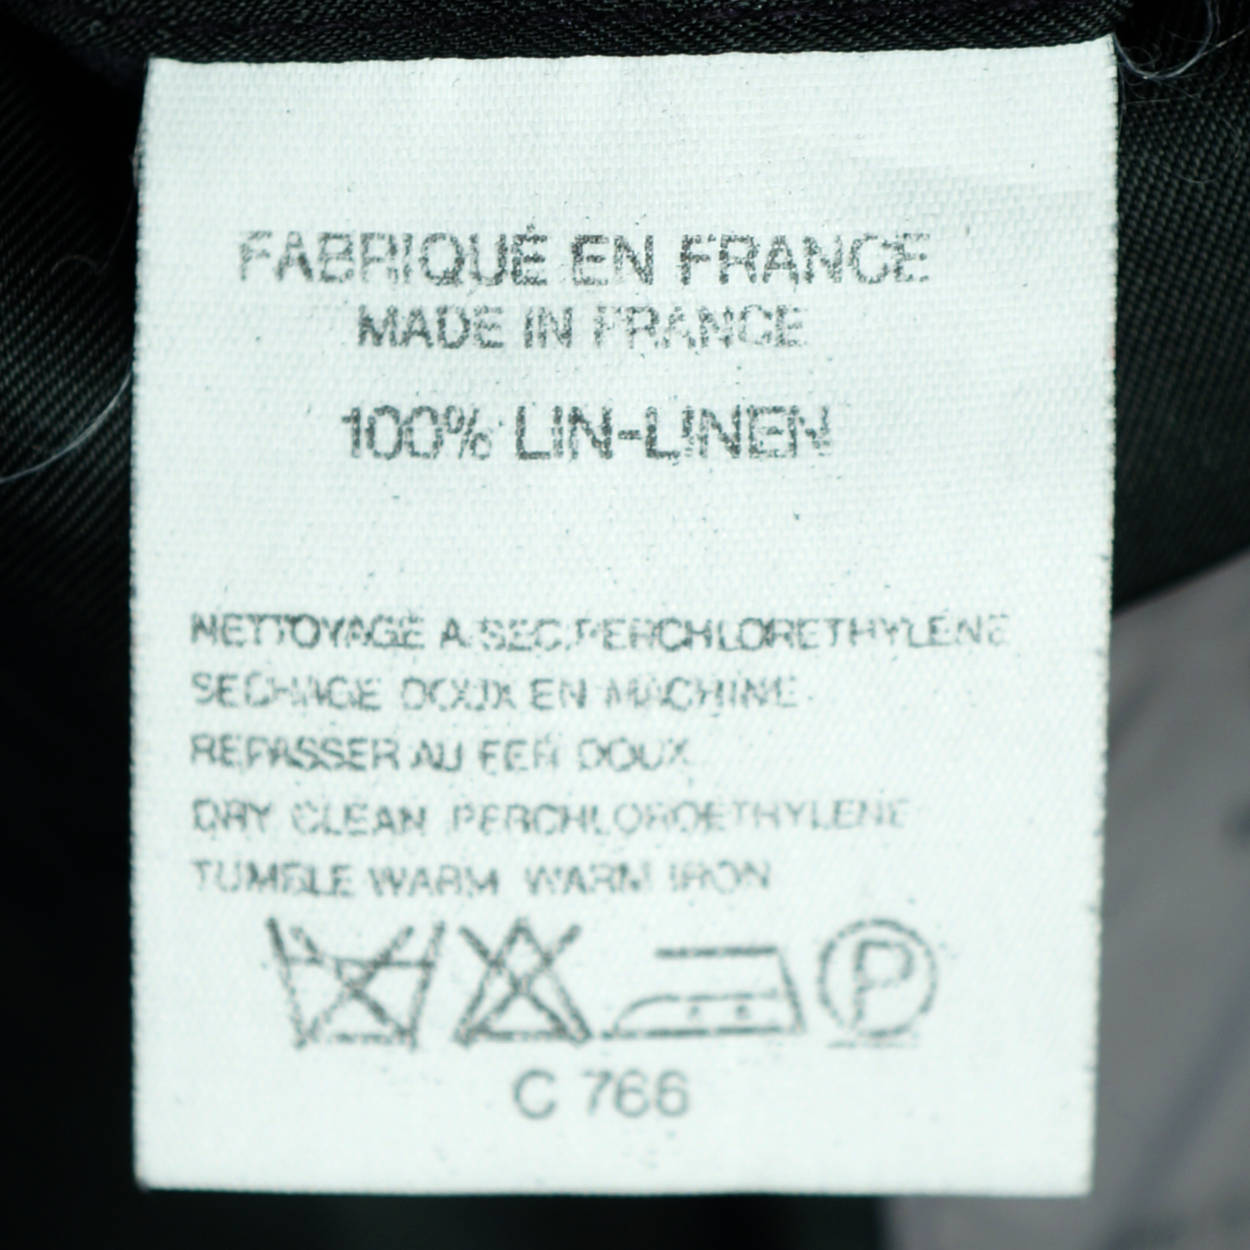 FABRIQUÉ EN FRANCE
MADE IN FRANCE
100% LIN-LINEN
NETTOYAGE A SEC.PERCHLORETHYLÉNE
SECHAGE DOUX EN MACHINE
REPASSER AU FER DOUX
DRY CLEAN PERCHLOROETHYLENE
TUMBLE WARM WARM IRON
P
C 766